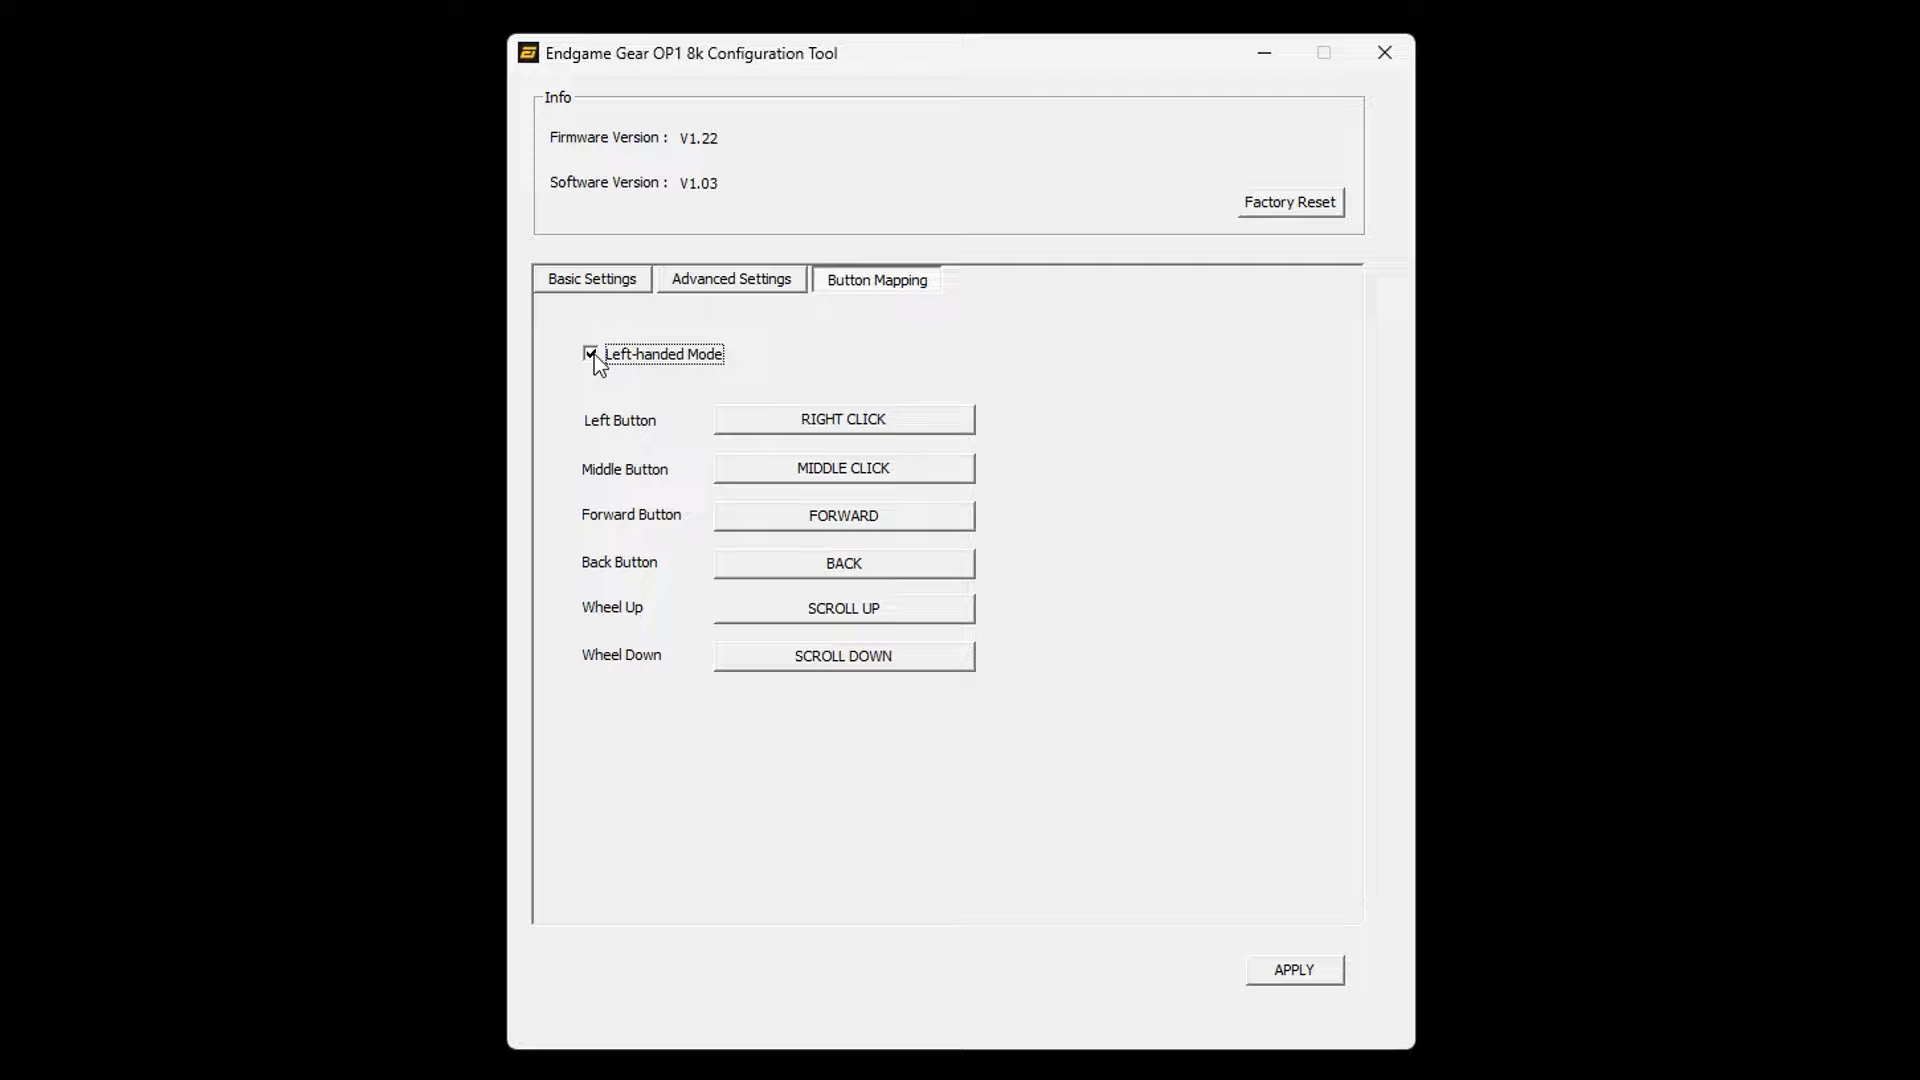 Endgame Gear OP1 8k Configuration Tool
Info
Firmware Version : V1.22
Software Version : V1.03
Factory Reset
Basic Settings Advanced Settings Button Mapping
Left-handed Mode
Left Button RIGHT CLICK
Middle Button MIDDLE CLICK
Forward Button FORWARD
Back Button BACK
Wheel Up SCROLL UP
Wheel Down SCROLL DOWN
APPLY